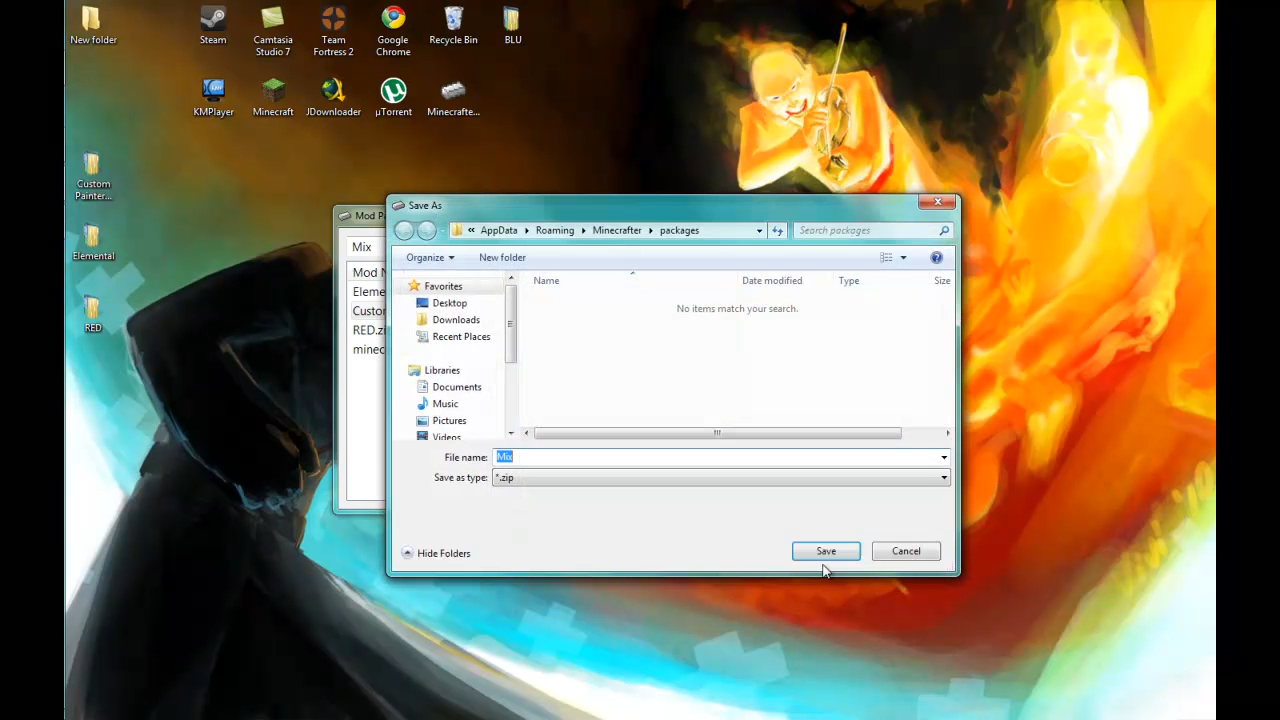 New folder
Steam
Camtasia
Studio 7
Team
Fortress 2
Google
Chrome
Recycle Bin
BLU
KMPlayer
Minecraft
JDownloader
µTorrent
Minecrafte...
Custom
Painter...
Elemental
RED
Mod P
Mix
Mod N
Eleme
Custo
RED.zi
minec
Save As
« AppData Roaming Minecrafter packages
Search packages
Organize
New folder
Name
Date modified
Type
Size
No items match your search.
Favorites
Desktop
Downloads
Recent Places
Libraries
Documents
Music
Pictures
Videos
File name: Mix
Save as type: *.zip
Hide Folders
Save
Cancel